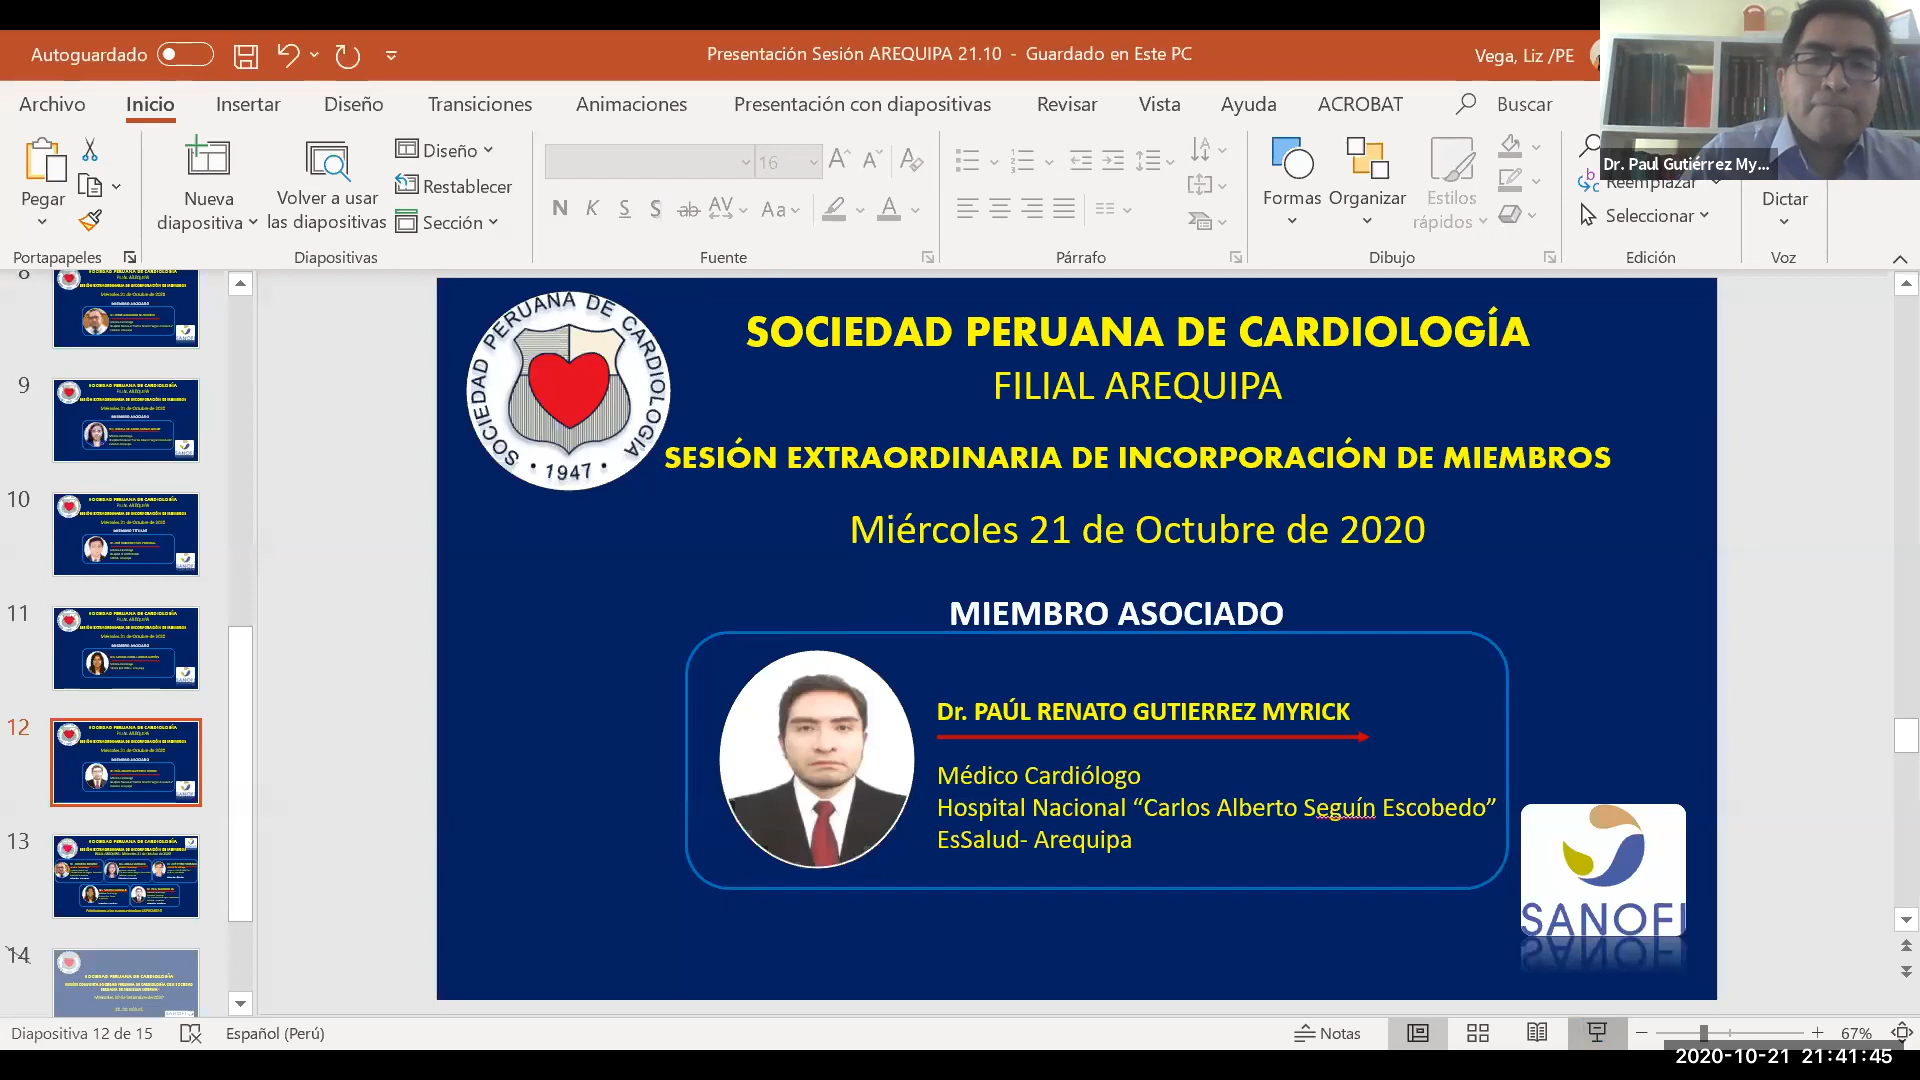 Autoguardado
Presentación Sesión AREQUIPA 21.10 - Guardado en Este PC
Vega, Liz /PE
Archivo
Inicio
Insertar
Diseño
Transiciones
Animaciones
Presentación con diapositivas
Revisar
Vista
Ayuda
ACROBAT
Buscar
Pegar
Nueva
diapositiva
Volver a usar
las diapositivas
Diseño
Restablecer
Sección
16
N K S S ab AV Aa A
Formas
Organizar
Estilos
rápidos
Reemplazar
Seleccionar
Dictar
Dr. Paul Gutiérrez My...
Portapapeles
Diapositivas
Fuente
Párrafo
Dibujo
Edición
Voz
8
9
10
11
12
13
14
SOCIEDAD PERUANA DE CARDIOLOGÍA
· 1947 ·
SOCIEDAD PERUANA DE CARDIOLOGÍA
FILIAL AREQUIPA
SESIÓN EXTRAORDINARIA DE INCORPORACIÓN DE MIEMBROS
Miércoles 21 de Octubre de 2020
MIEMBRO ASOCIADO
Dr. PAÚL RENATO GUTIERREZ MYRICK
Médico Cardiólogo
Hospital Nacional “Carlos Alberto Seguín Escobedo”
EsSalud- Arequipa
SANOFI
Diapositiva 12 de 15
Español (Perú)
Notas
67%
2020-10-21 21:41:45